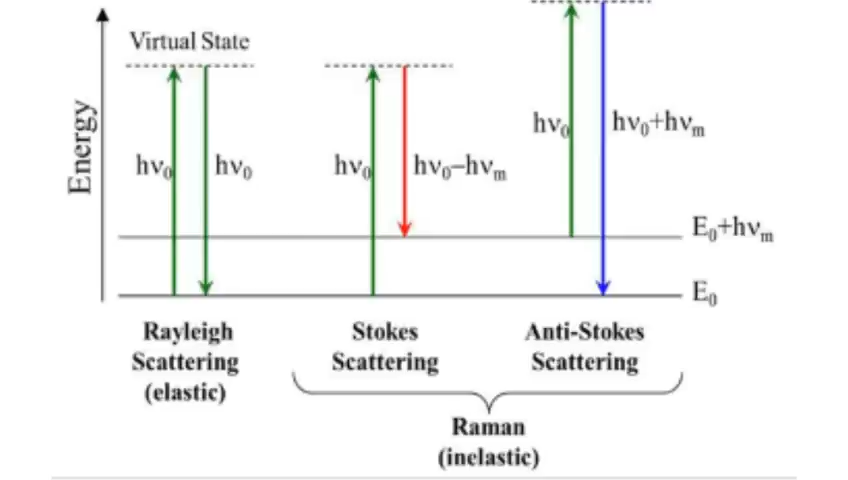 Energy
Virtual State
hν₀
hν₀
hν₀
hν₀–hνₘ
hν₀
hν₀+hνₘ
E₀+hνₘ
E₀
Rayleigh
Scattering
(elastic)
Stokes
Scattering
Anti-Stokes
Scattering
Raman
(inelastic)